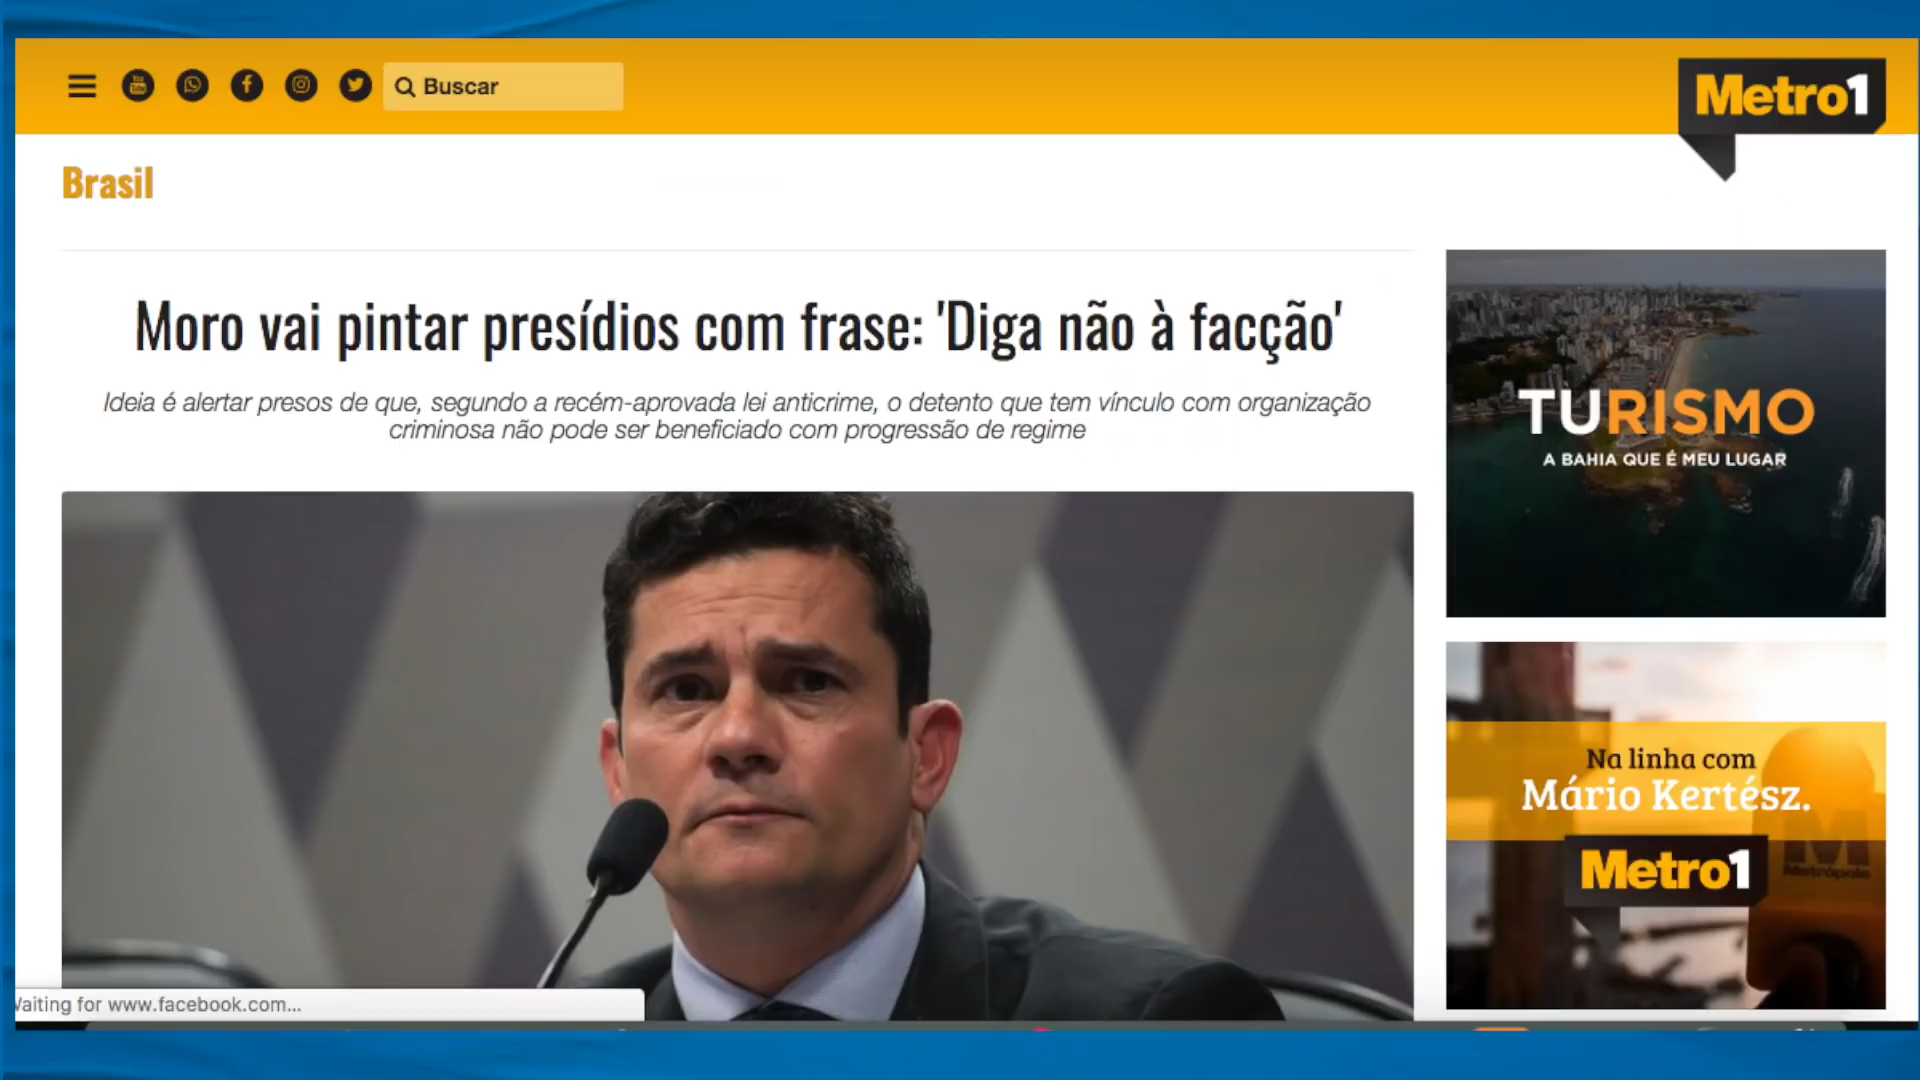 Buscar
Metro1
Brasil
Moro vai pintar presídios com frase: 'Diga não à facção'
Ideia é alertar presos de que, segundo a recém-aprovada lei anticrime, o detento que tem vínculo com organização
criminosa não pode ser beneficiado com progressão de regime
TURISMO
A BAHIA QUE É MEU LUGAR
Na linha com
Mário Kertész.
Metro1
Metrópole
Waiting for www.facebook.com...